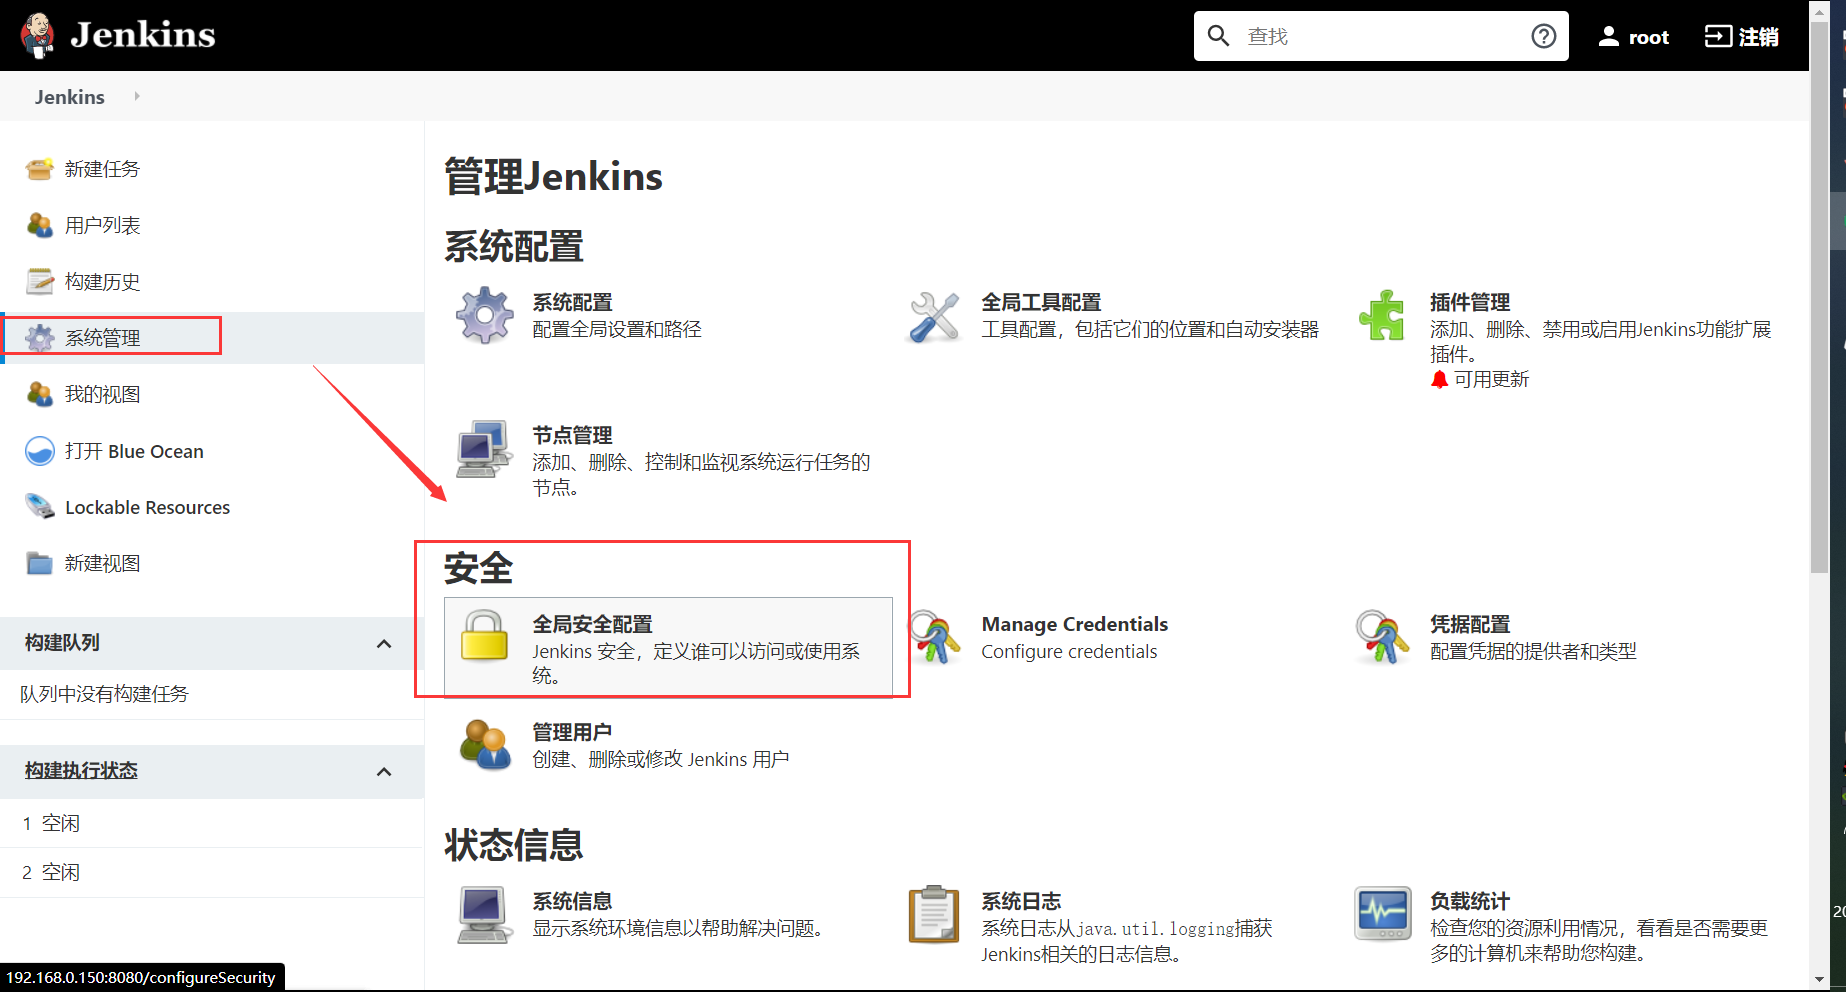 Jenkins
查找
root
注销
Jenkins
新建任务
用户列表
构建历史
系统管理
我的视图
打开 Blue Ocean
Lockable Resources
新建视图
构建队列
队列中没有构建任务
构建执行状态
1 空闲
2 空闲
管理Jenkins
系统配置
系统配置
配置全局设置和路径
全局工具配置
工具配置，包括它们的位置和自动安装器
插件管理
添加、删除、禁用或启用Jenkins功能扩展
插件。
可用更新
节点管理
添加、删除、控制和监视系统运行任务的
节点。
安全
全局安全配置
Jenkins 安全，定义谁可以访问或使用系
统。
Manage Credentials
Configure credentials
凭据配置
配置凭据的提供者和类型
管理用户
创建、删除或修改 Jenkins 用户
状态信息
系统信息
显示系统环境信息以帮助解决问题。
系统日志
系统日志从java.util.logging捕获
Jenkins相关的日志信息。
负载统计
检查您的资源利用情况，看看是否需要更
多的计算机来帮助您构建。
192.168.0.150:8080/configureSecurity